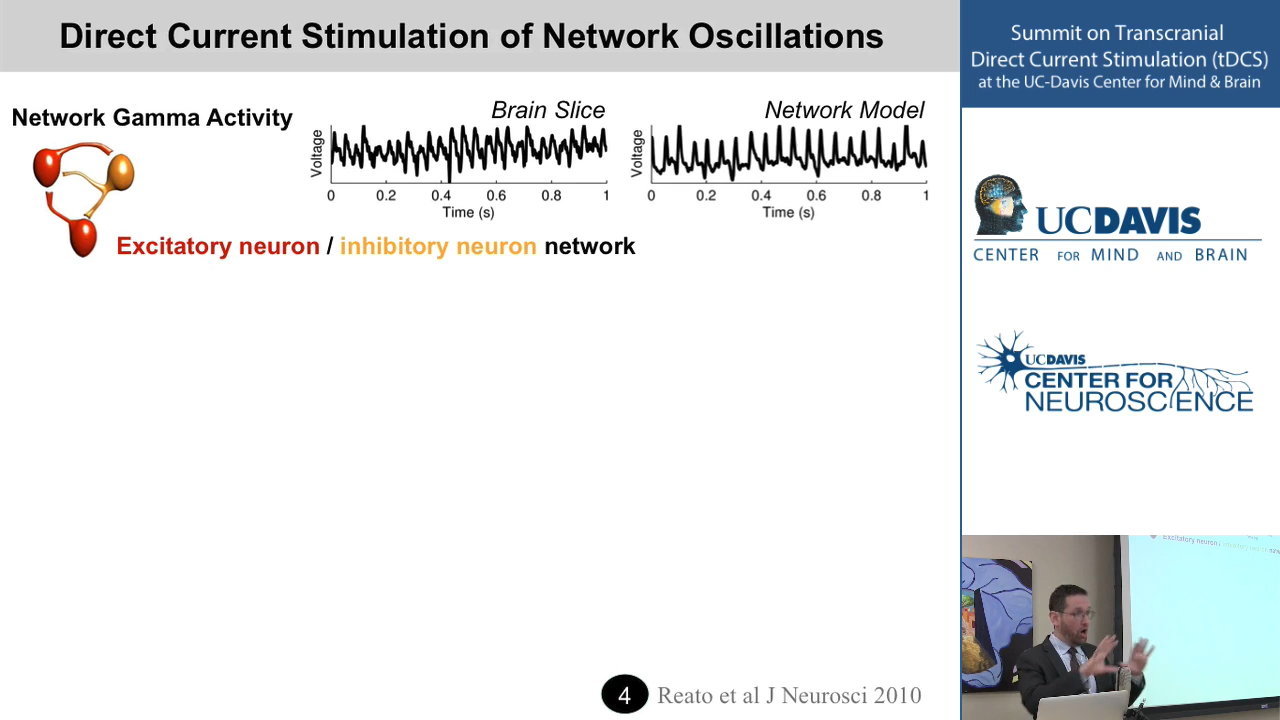 Direct Current Stimulation of Network Oscillations
Network Gamma Activity
Brain Slice
Voltage
0 0.2 0.4 0.6 0.8 1
Time (s)
Network Model
Voltage
0 0.2 0.4 0.6 0.8 1
Time (s)
Excitatory neuron / inhibitory neuron network
4 Reato et al J Neurosci 2010
Summit on Transcranial
Direct Current Stimulation (tDCS)
at the UC-Davis Center for Mind & Brain
UCDAVIS
CENTER FOR MIND AND BRAIN
UCDAVIS
CENTER FOR
NEUROSCIENCE
Excitatory neuron /